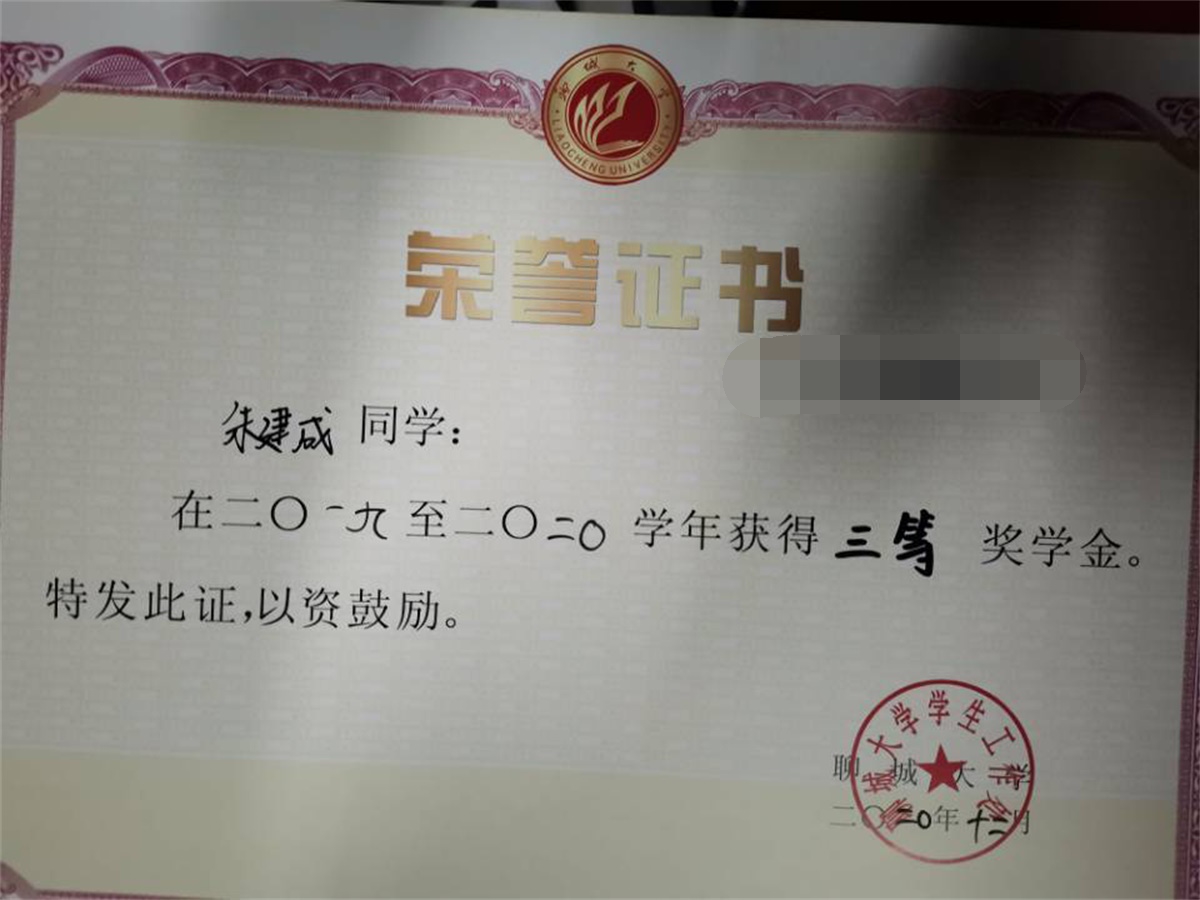 聊城大学
LIAOCHENG UNIVERSITY
荣誉证书
朱建成 同学:
在二〇一九至二〇二〇学年获得三等奖学金。
特发此证,以资鼓励。
聊城大学学生工作处
聊城大学
二〇二〇年十二月